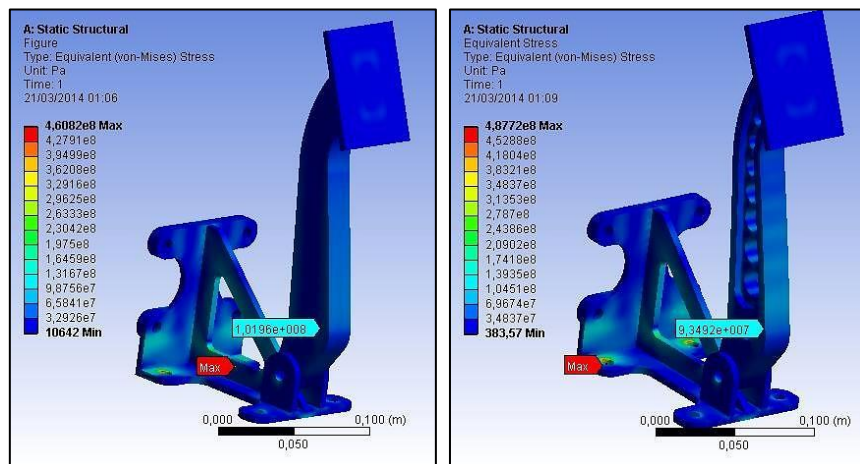 A: Static Structural
Figure
Type: Equivalent (von-Mises) Stress
Unit: Pa
Time: 1
21/03/2014 01:06
4,6082e8 Max
4,2791e8
3,9499e8
3,6208e8
3,2916e8
2,9625e8
2,6333e8
2,3042e8
1,975e8
1,6459e8
1,3167e8
9,8756e7
6,5841e7
3,2926e7
10642 Min
1,0196e+008
Max
0,000
0,100 (m)
0,050
A: Static Structural
Equivalent Stress
Type: Equivalent (von-Mises) Stress
Unit: Pa
Time: 1
21/03/2014 01:09
4,8772e8 Max
4,5288e8
4,1804e8
3,8321e8
3,4837e8
3,1353e8
2,787e8
2,4386e8
2,0902e8
1,7418e8
1,3935e8
1,0451e8
6,9674e7
3,4837e7
383,57 Min
9,3492e+007
Max
0,000
0,100 (m)
0,050